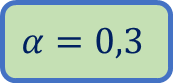 α = 0,3